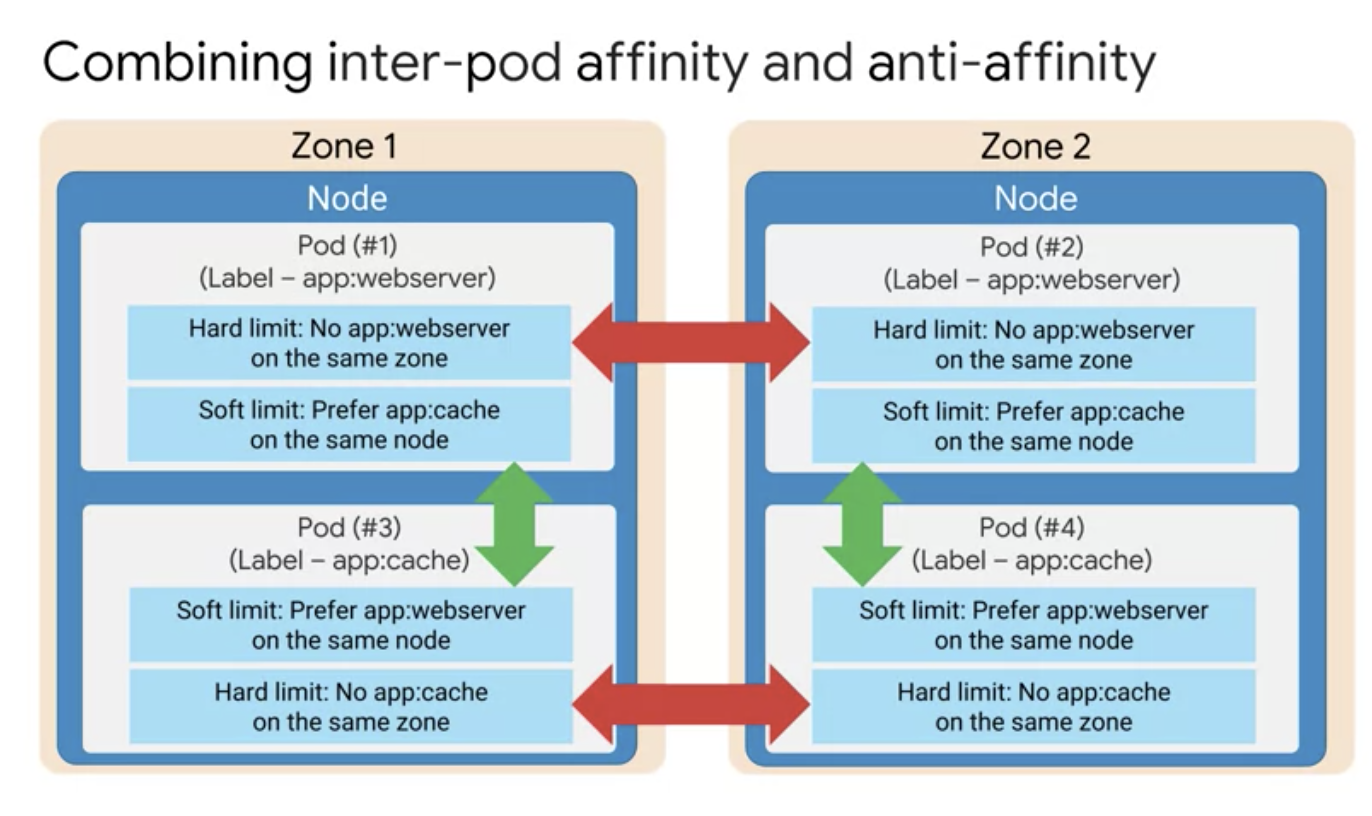 Combining inter-pod affinity and anti-affinity
Zone 1
Node
Pod (#1)
(Label – app:webserver)
Hard limit: No app:webserver
on the same zone
Soft limit: Prefer app:cache
on the same node
Pod (#3)
(Label – app:cache)
Soft limit: Prefer app:webserver
on the same node
Hard limit: No app:cache
on the same zone
Zone 2
Node
Pod (#2)
(Label – app:webserver)
Hard limit: No app:webserver
on the same zone
Soft limit: Prefer app:cache
on the same node
Pod (#4)
(Label – app:cache)
Soft limit: Prefer app:webserver
on the same node
Hard limit: No app:cache
on the same zone